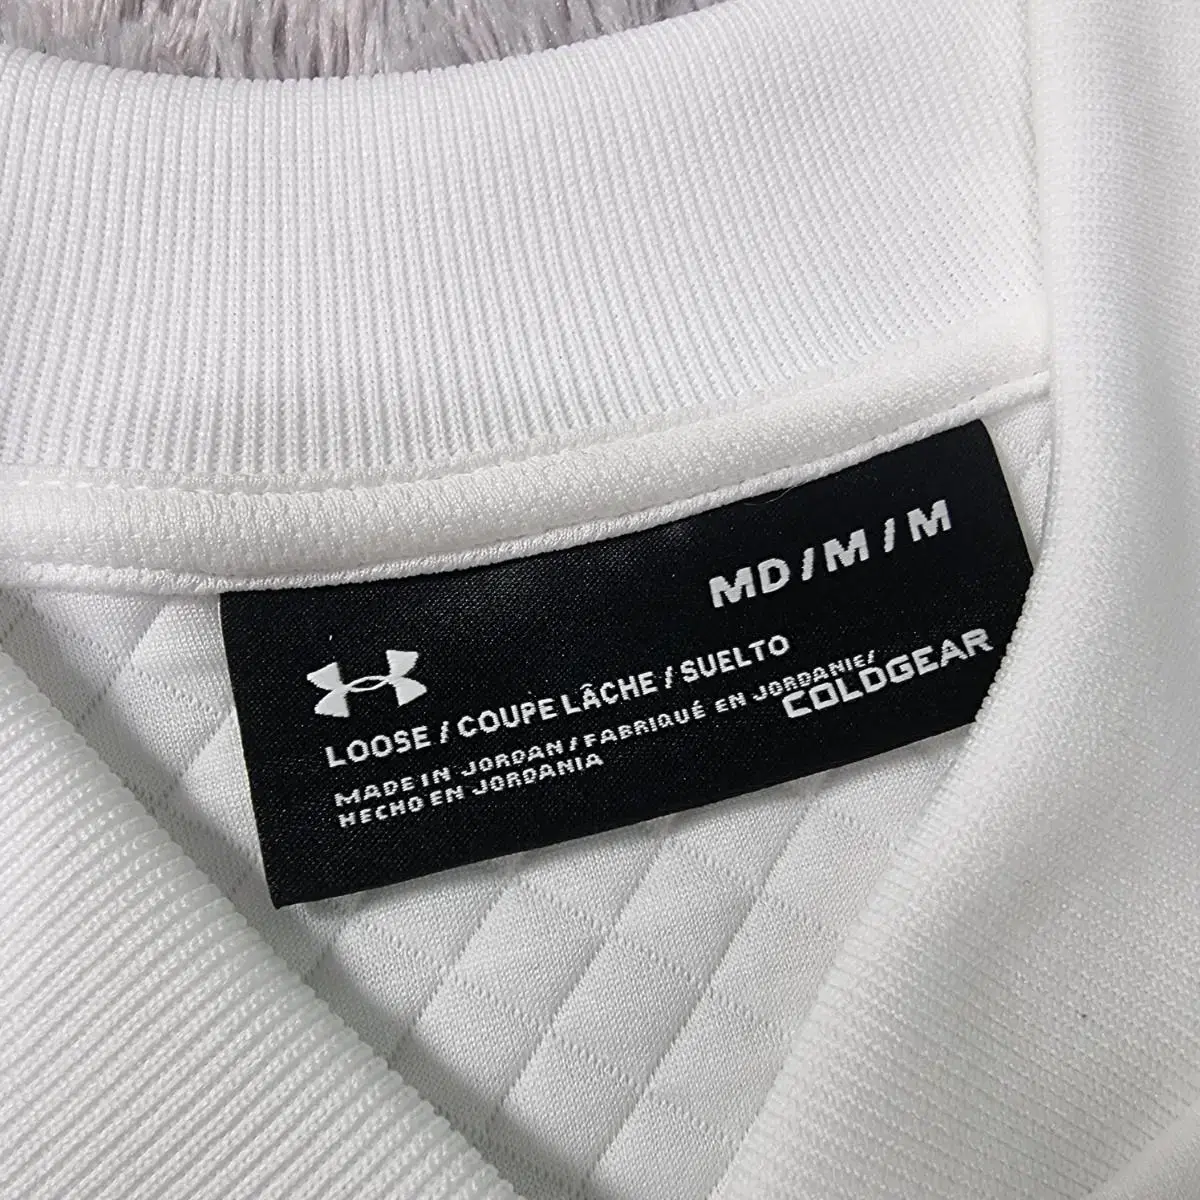 MD / M / M
LOOSE / COUPE LÂCHE / SUELTO
COLDGEAR
MADE IN JORDAN / FABRIQUÉ EN JORDANIE/
HECHO EN JORDANIA